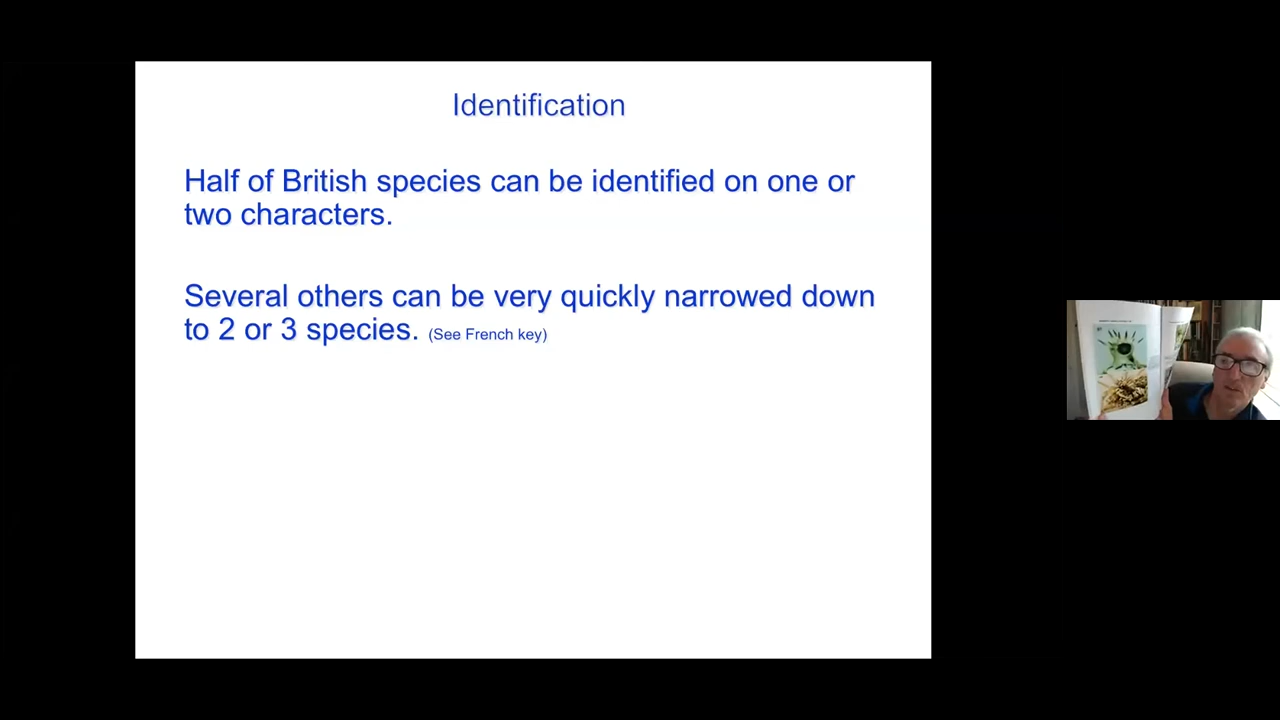 Identification
Half of British species can be identified on one or
two characters.
Several others can be very quickly narrowed down
to 2 or 3 species. (See French key)